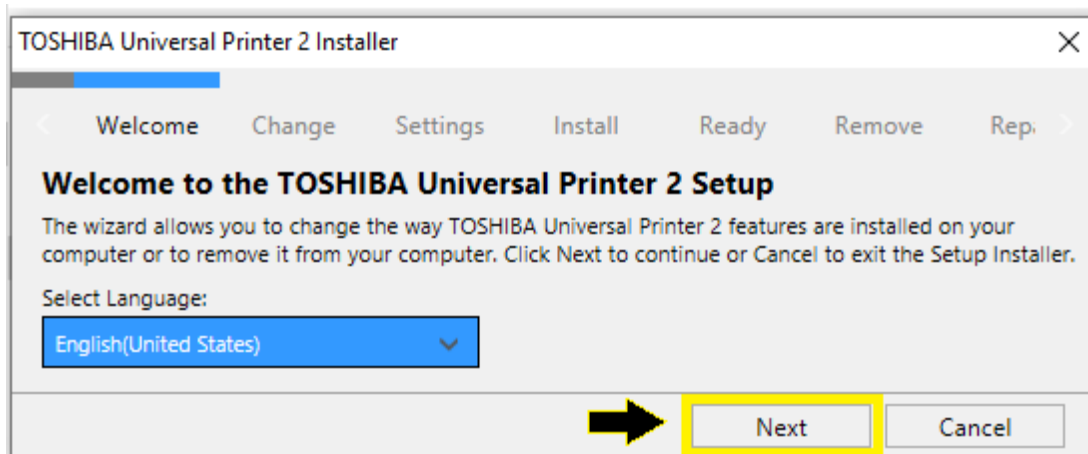 TOSHIBA Universal Printer 2 Installer
Welcome Change Settings Install Ready Remove Repa
Welcome to the TOSHIBA Universal Printer 2 Setup
The wizard allows you to change the way TOSHIBA Universal Printer 2 features are installed on your
computer or to remove it from your computer. Click Next to continue or Cancel to exit the Setup Installer.
Select Language:
English(United States)
Next Cancel